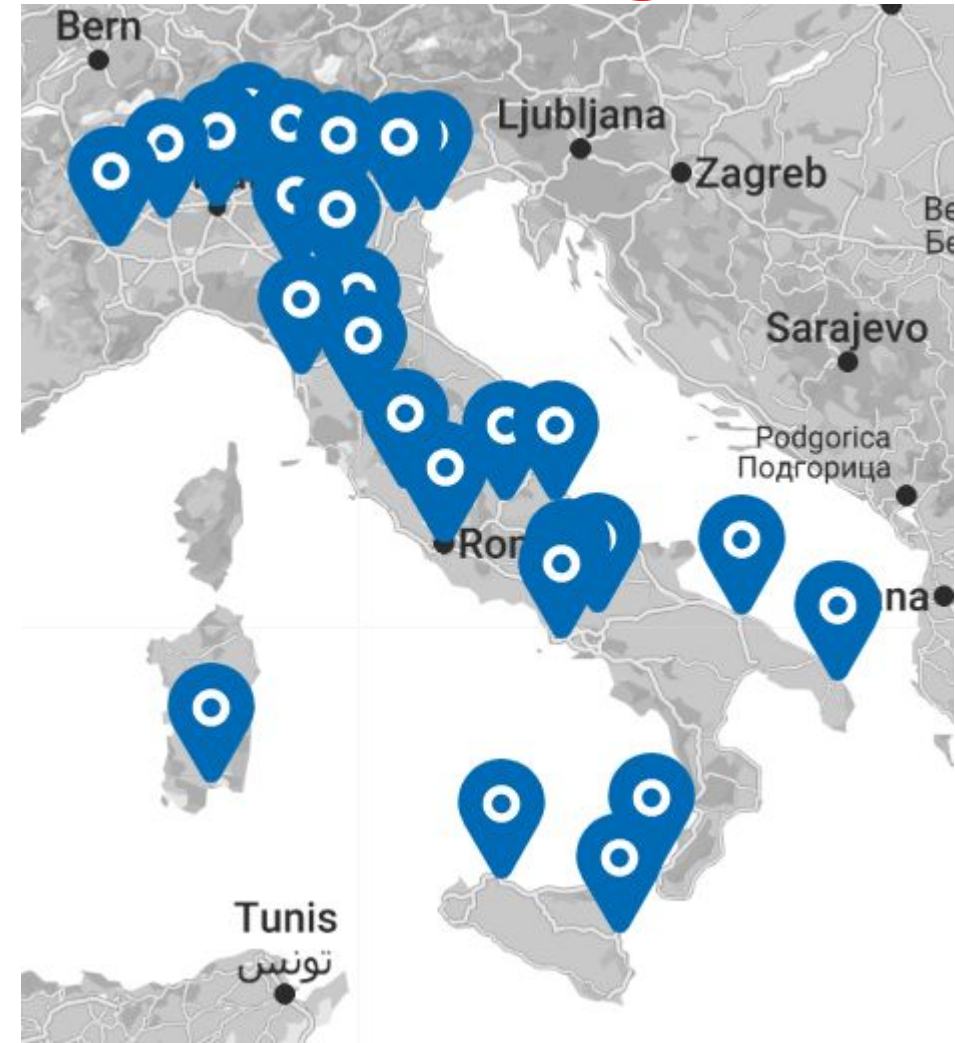 Bern
Ljubljana
Zagreb
Sarajevo
Podgorica
Подгорица
Tunis
تونس